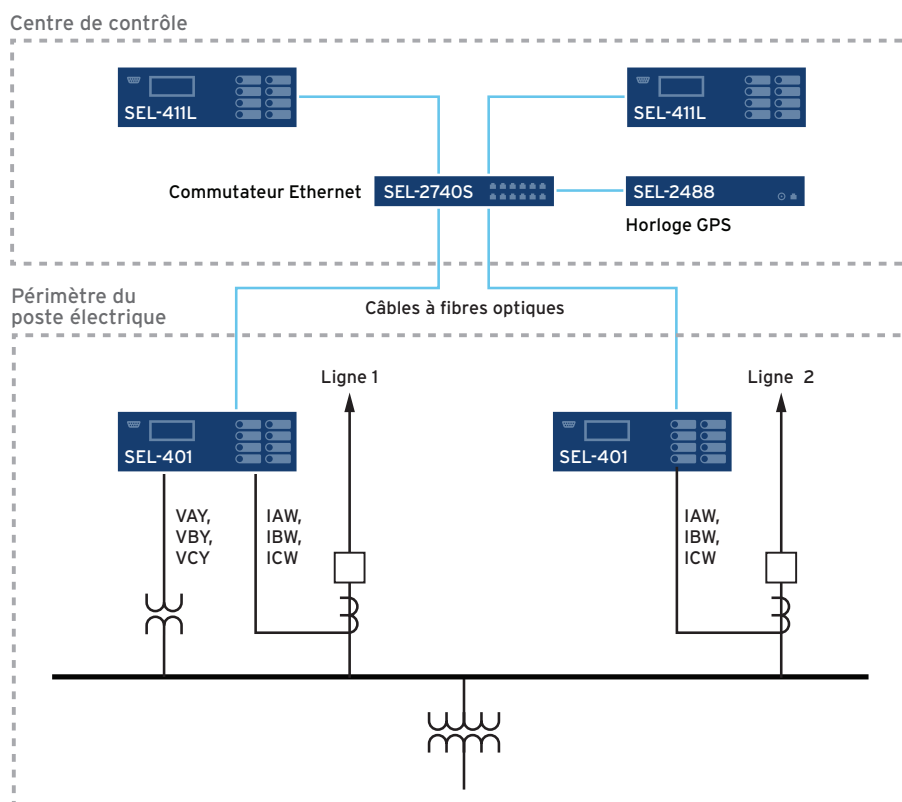 Centre de contrôle
SEL-411L
SEL-411L
Commutateur Ethernet
SEL-2740S
SEL-2488
Horloge GPS
Périmètre du
poste électrique
Câbles à fibres optiques
Ligne 1
Ligne 2
SEL-401
SEL-401
VAY,
VBY,
VCY
IAW,
IBW,
ICW
IAW,
IBW,
ICW